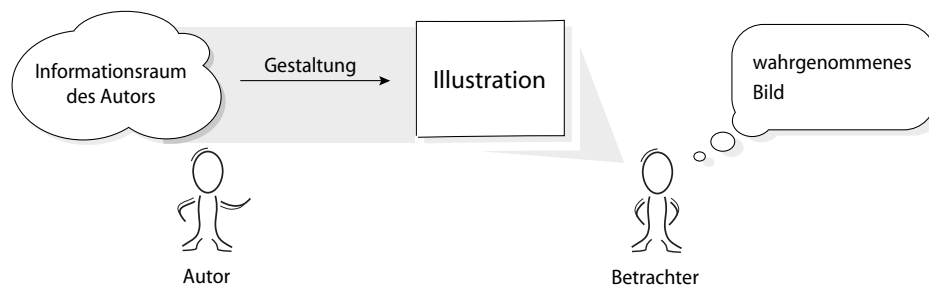 Informationsraum
des Autors
Gestaltung
Illustration
wahrgenommenes
Bild
Autor
Betrachter